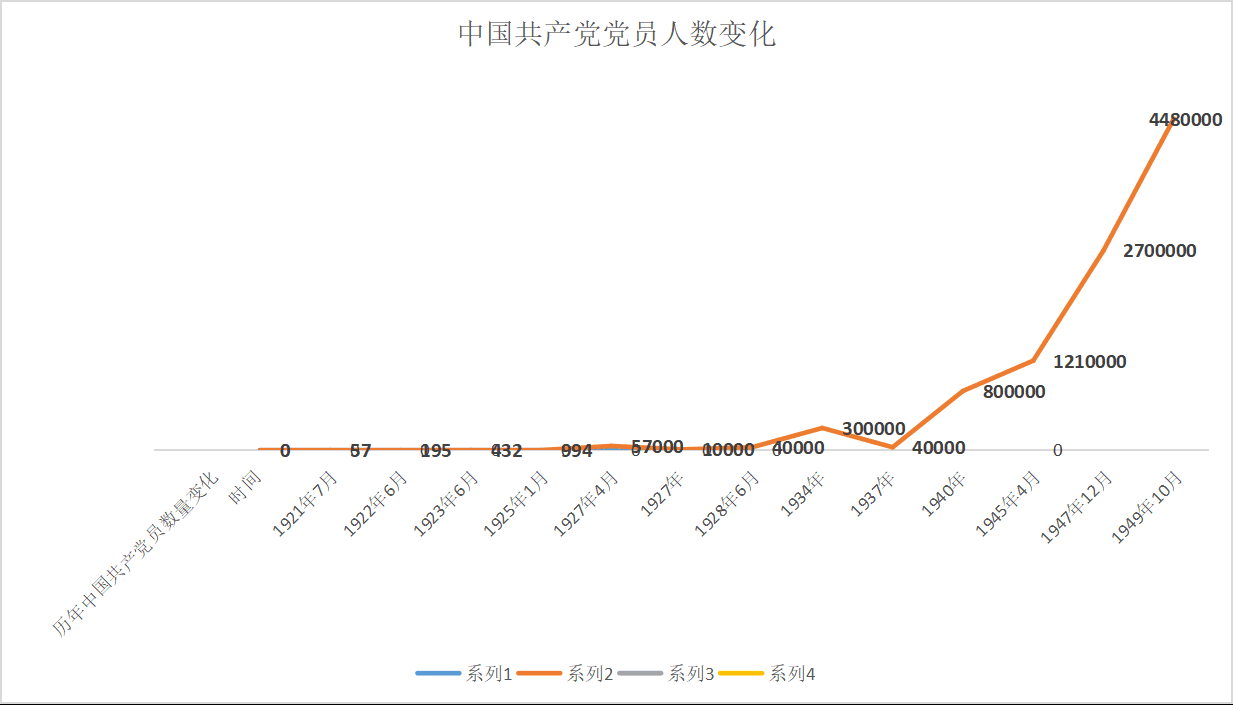 中国共产党党员人数变化
4480000
2700000
1210000
800000
300000
0 57 195 432 994 57000 10000 40000 40000 0
历年中国共产党党员数量变化 时间 1921年7月 1922年6月 1923年6月 1925年1月 1927年4月 1927年 1928年6月 1934年 1937年 1940年 1945年4月 1947年12月 1949年10月
系列1 系列2 系列3 系列4